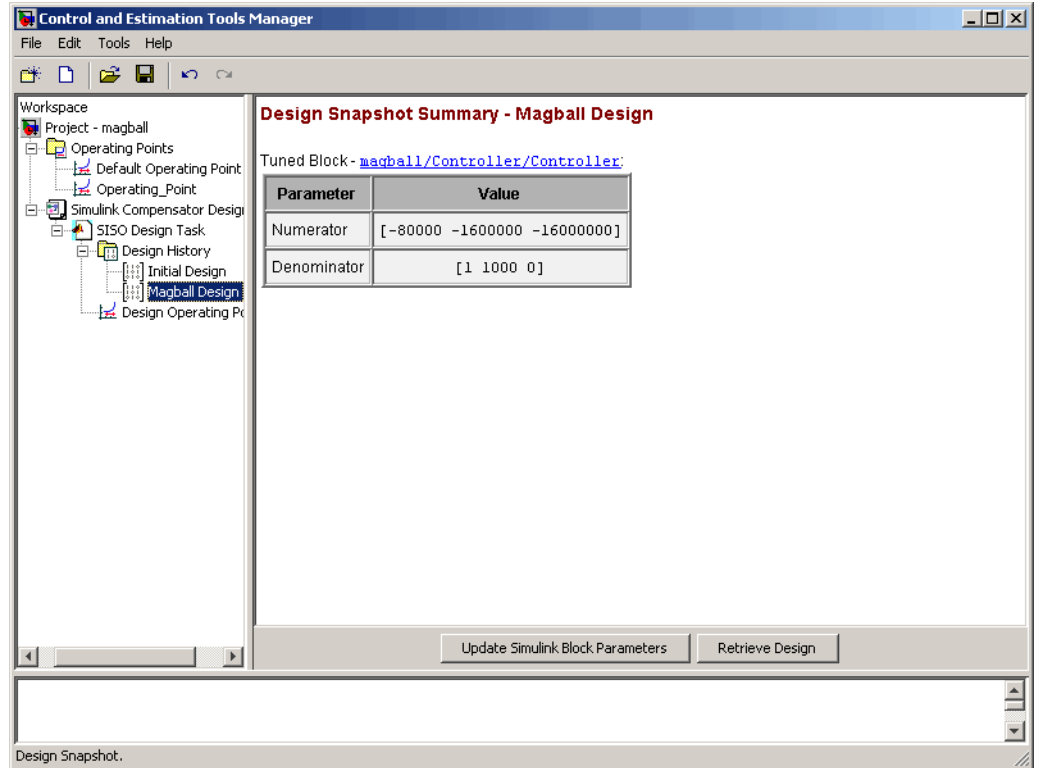 Control and Estimation Tools Manager
File Edit Tools Help
Workspace
Project - magball
Operating Points
Default Operating Point
Operating_Point
Simulink Compensator Desig
SISO Design Task
Design History
Initial Design
Magball Design
Design Operating Po
Design Snapshot Summary - Magball Design
Tuned Block - magball/Controller/Controller:
Parameter Value
Numerator [-80000 -1600000 -16000000]
Denominator [1 1000 0]
Update Simulink Block Parameters Retrieve Design
Design Snapshot.